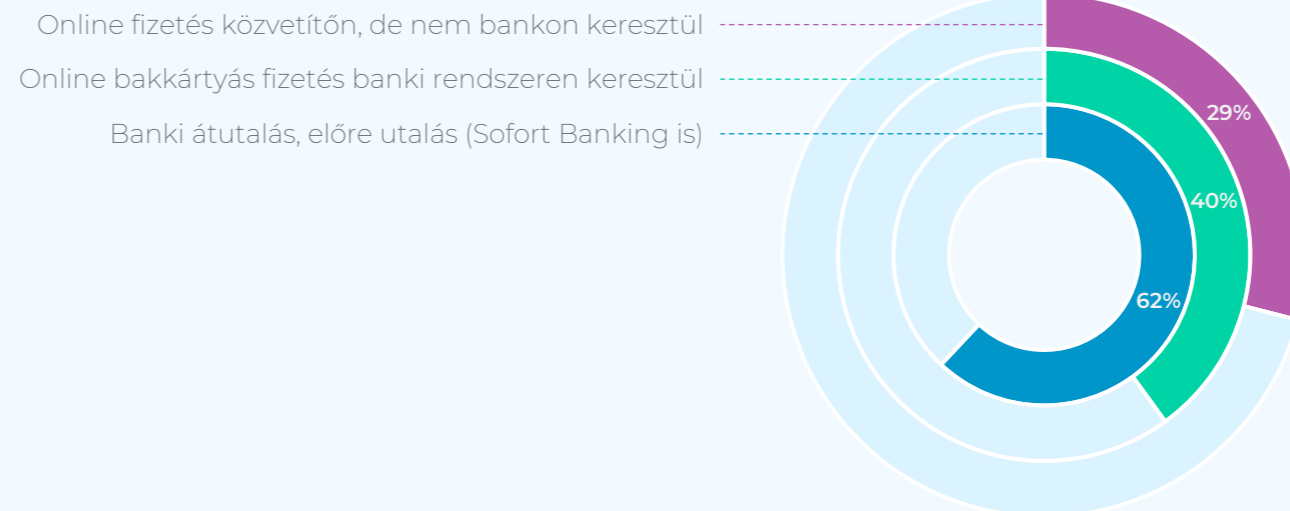 Online fizetés közvetítőn, de nem bankon keresztül
Online bakkártyás fizetés banki rendszeren keresztül
Banki átutalás, előre utalás (Sofort Banking is)
29%
40%
62%